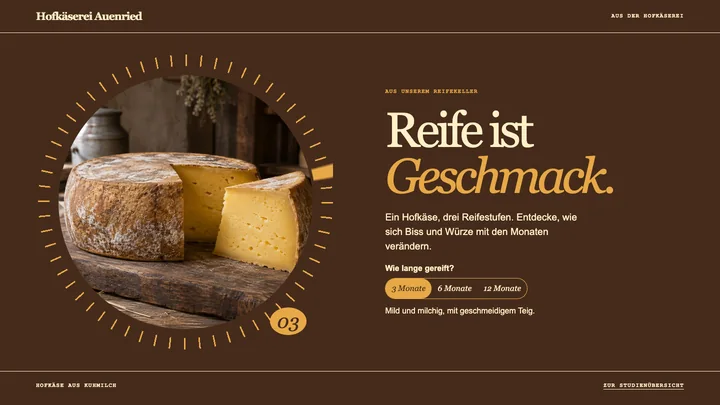 Hofkäserei Auenried
AUS DER HOFKÄSEREI
AUS UNSEREM REIFEKELLER
Reife ist
Geschmack.
Ein Hofkäse, drei Reifestufen. Entdecke, wie
sich Biss und Würze mit den Monaten
verändern.
Wie lange gereift?
3 Monate 6 Monate 12 Monate
Mild und milchig, mit geschmeidigem Teig.
03
HOFKÄSE AUS KUHMILCH
ZUR STUDIENÜBERSICHT